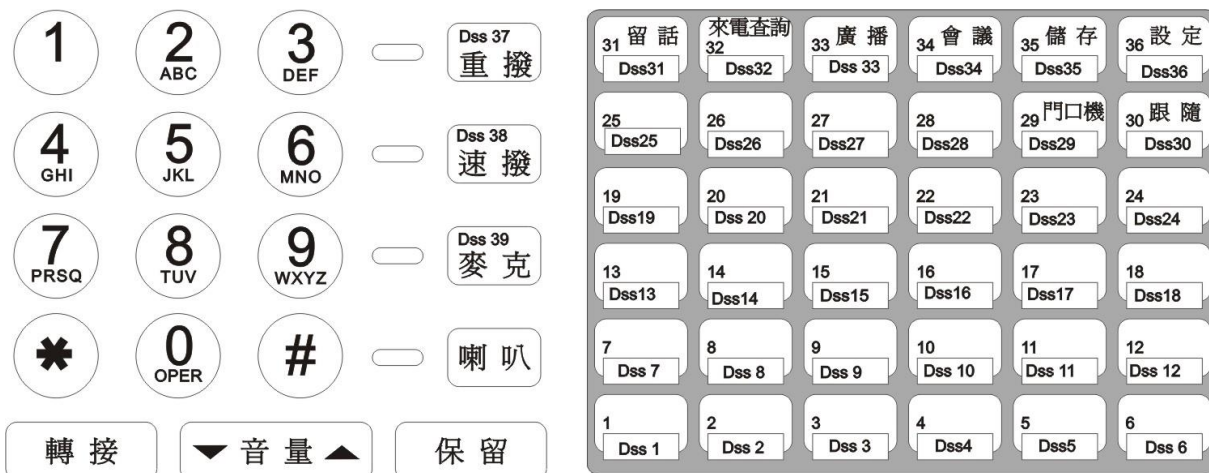 1
2
ABC
3
DEF
Dss 37
重 撥
4
GHI
5
JKL
6
MNO
Dss 38
速 撥
7
PRSQ
8
TUV
9
WXYZ
Dss 39
麥 克
*
0
OPER
#
喇 叭
轉 接
▼ 音 量 ▲
保 留
31 留 話
Dss31
來電查詢
32
Dss32
33 廣 播
Dss 33
34 會 議
Dss34
35 儲 存
Dss35
36 設 定
Dss36
25
Dss25
26
Dss26
27
Dss27
28
Dss28
29 門口機
Dss29
30 跟 隨
Dss30
19
Dss19
20
Dss 20
21
Dss21
22
Dss22
23
Dss23
24
Dss24
13
Dss13
14
Dss14
15
Dss15
16
Dss16
17
Dss17
18
Dss18
7
Dss 7
8
Dss 8
9
Dss 9
10
Dss 10
11
Dss 11
12
Dss 12
1
Dss 1
2
Dss 2
3
Dss 3
4
Dss4
5
Dss5
6
Dss 6